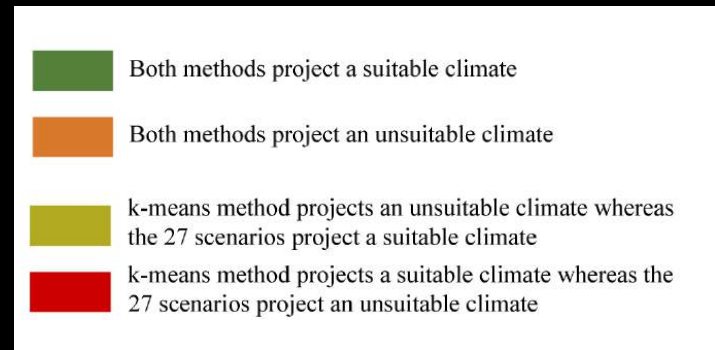 Both methods project a suitable climate
Both methods project an unsuitable climate
k-means method projects an unsuitable climate whereas
the 27 scenarios project a suitable climate
k-means method projects a suitable climate whereas the
27 scenarios project an unsuitable climate